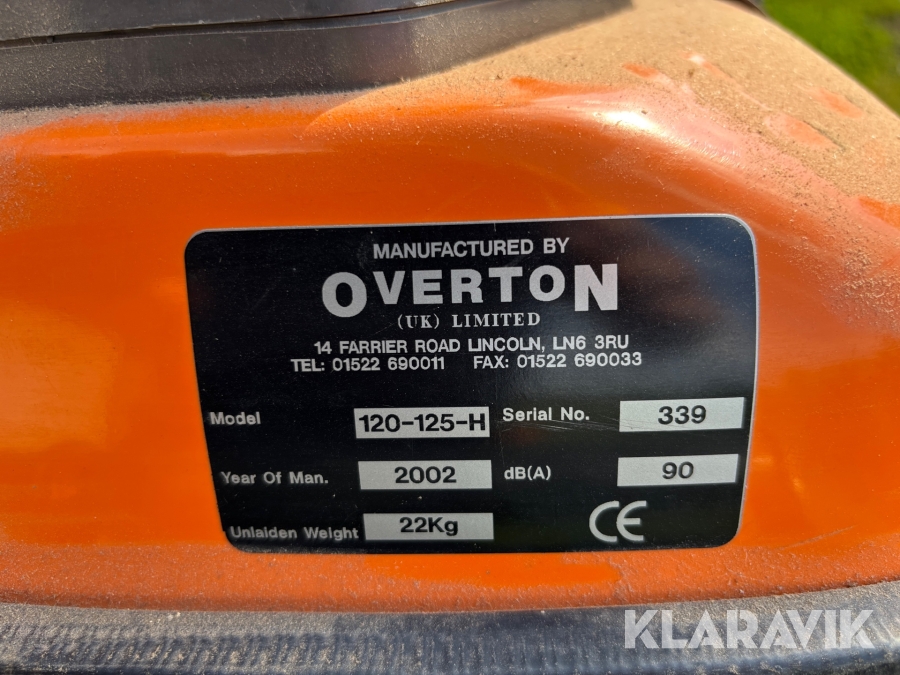 MANUFACTURED BY
OVERTON
(UK) LIMITED
14 FARRIER ROAD LINCOLN, LN6 3RU
TEL: 01522 690011 FAX: 01522 690033
Model 120-125-H Serial No. 339
Year Of Man. 2002 dB(A) 90
Unlaiden Weight 22Kg CE
KLARAVIK